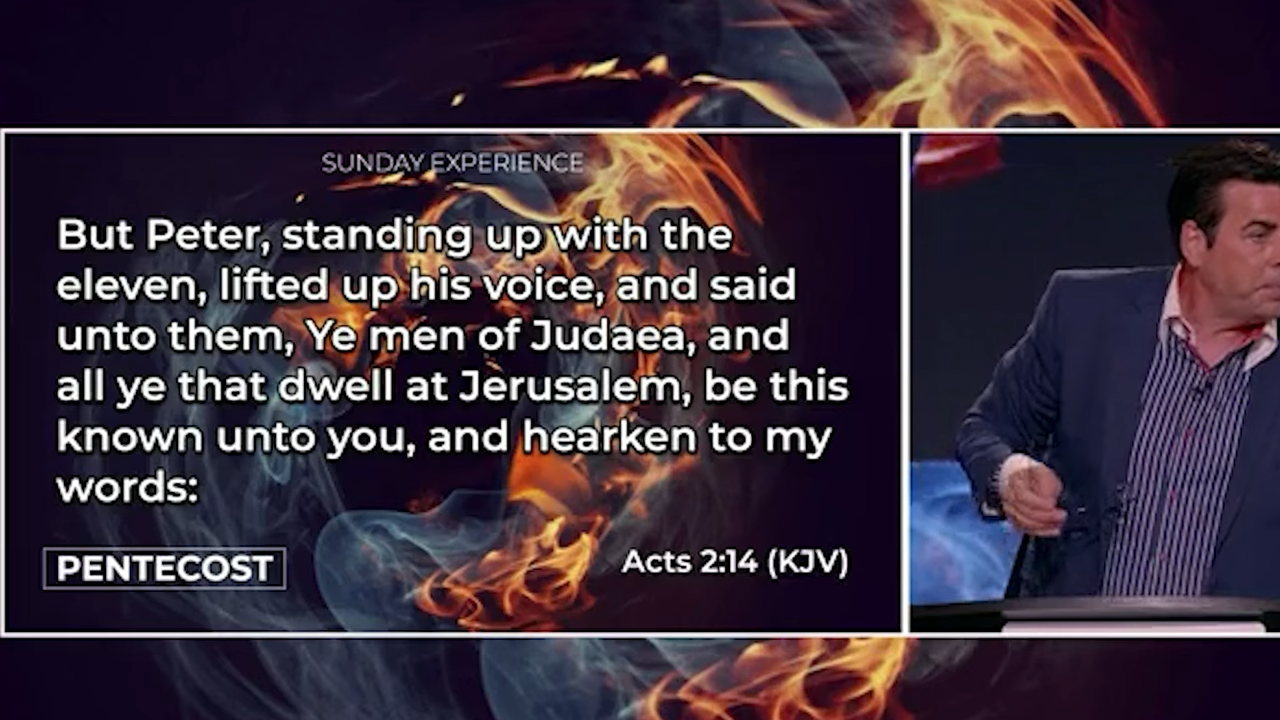 SUNDAY EXPERIENCE
But Peter, standing up with the
eleven, lifted up his voice, and said
unto them, Ye men of Judaea, and
all ye that dwell at Jerusalem, be this
known unto you, and hearken to my
words:
PENTECOST
Acts 2:14 (KJV)